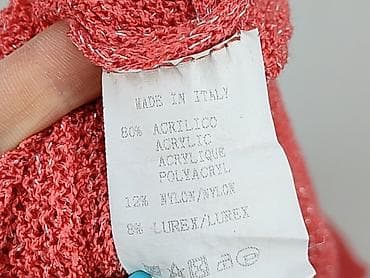 MADE IN ITALY
80% ACRILICO
ACRYLIC
ACRYLIQUE
POLYACRYL
12% NYLON/NYLON
8% LUREX/LUREX